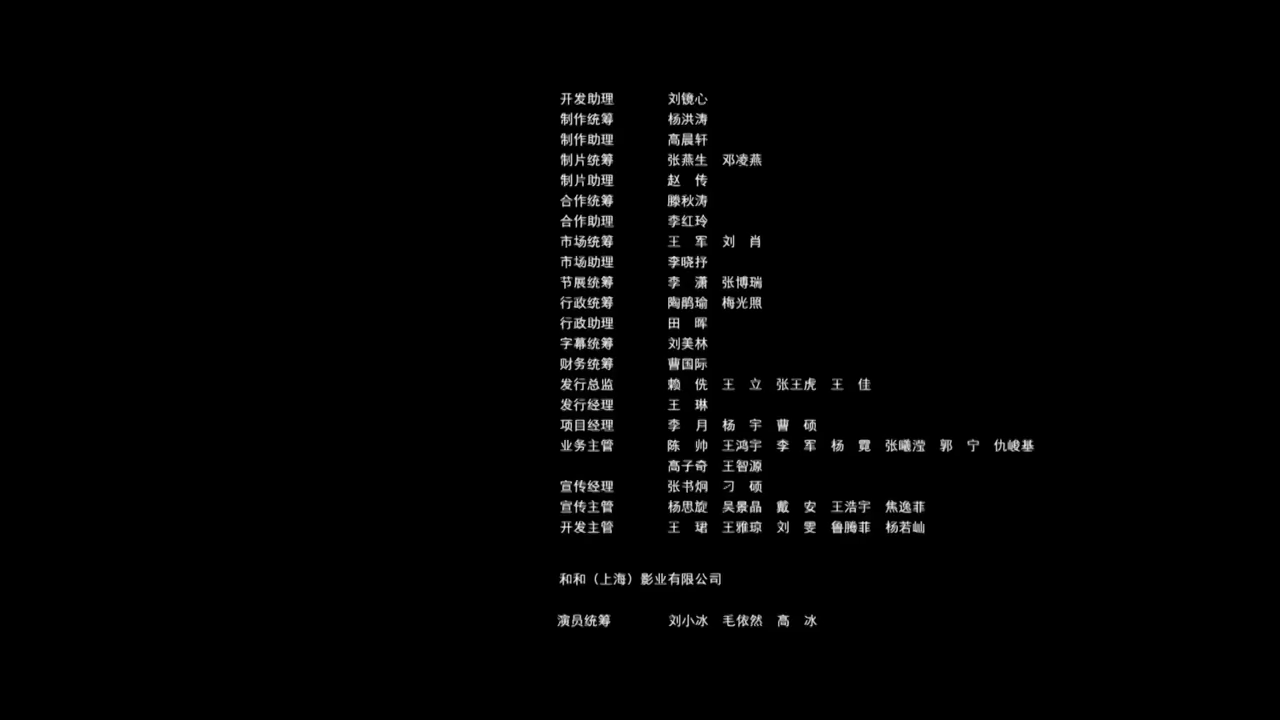 开发助理 刘镜心
制作统筹 杨洪涛
制作助理 高晨轩
制片统筹 张燕生 邓凌燕
制片助理 赵 传
合作统筹 滕秋涛
合作助理 李红玲
市场统筹 王 军 刘 肖
市场助理 李晓抒
节展统筹 李 潇 张博瑞
行政统筹 陶鹃瑜 梅光照
行政助理 田 晖
字幕统筹 刘美林
财务统筹 曹国际
发行总监 赖 侁 王 立 张王虎 王 佳
发行经理 王 琳
项目经理 李 月 杨 宇 曹 硕
业务主管 陈 帅 王鸿宇 李 军 杨 霓 张曦滢 郭 宁 仇峻基
高子奇 王智源
宣传经理 张书炯 刁 硕
宣传主管 杨思旋 吴景晶 戴 安 王浩宇 焦逸菲
开发主管 王 珺 王雅琼 刘 雯 鲁腾菲 杨若屾
和和（上海）影业有限公司
演员统筹 刘小冰 毛依然 高 冰